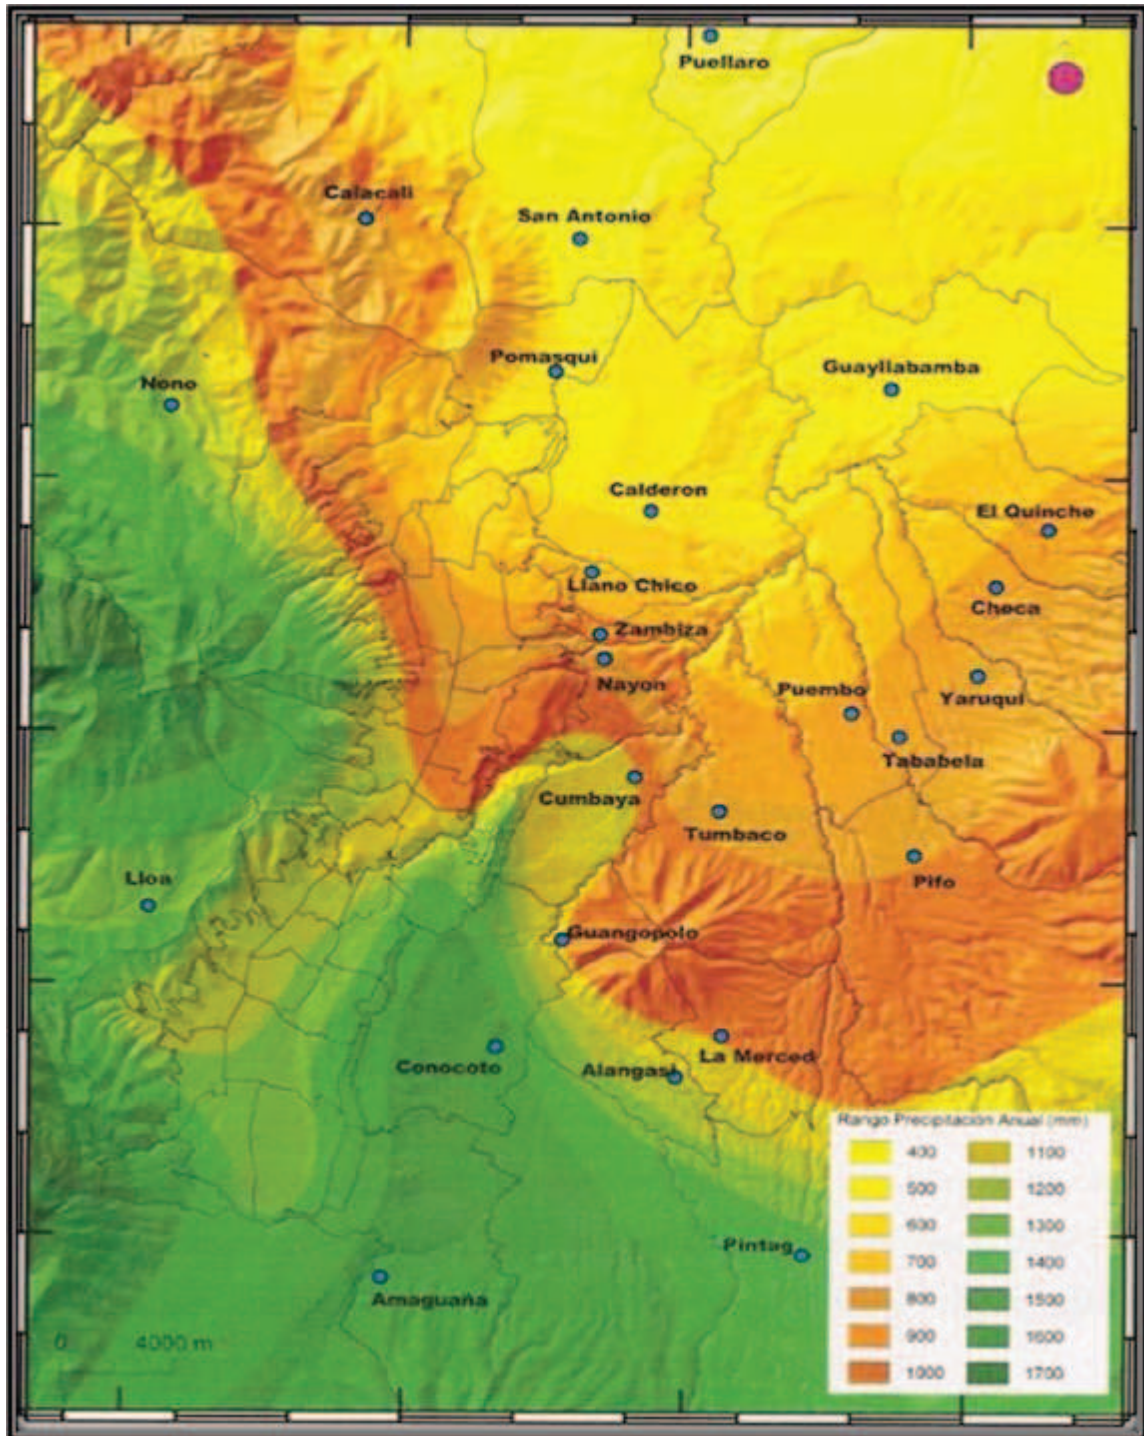 Puellaro
Calacali
San Antonio
Pomasqui
Nono
Guayllabamba
Calderon
El Quinche
Llano Chico
Checa
Zambiza
Nayon
Puembo
Yaruqui
Tababela
Cumbaya
Tumbaco
Lloa
Pifo
Guangopolo
Conocoto
Alangasi
La Merced
Pintag
Amaguaña
0 4000 m
Rango Precipitación Anual (mm)
400 1100
500 1200
600 1300
700 1400
800 1500
900 1600
1000 1700